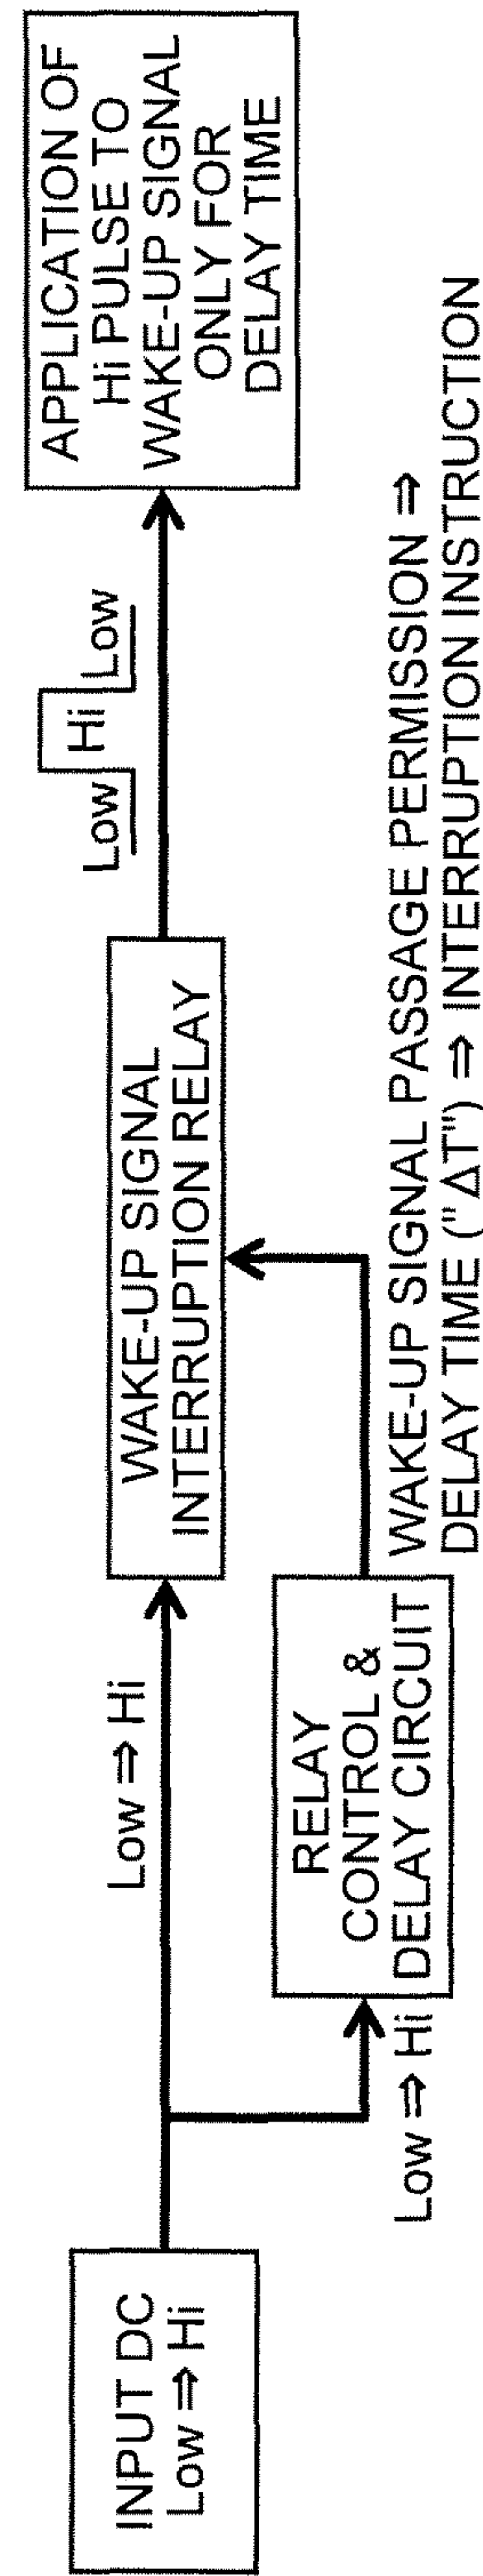 INPUT DC
Low ⇒ Hi
Low ⇒ Hi
Low ⇒ Hi
RELAY
CONTROL &
DELAY CIRCUIT
WAKE-UP SIGNAL
INTERRUPTION RELAY
WAKE-UP SIGNAL PASSAGE PERMISSION ⇒
DELAY TIME ("ΔT") ⇒ INTERRUPTION INSTRUCTION
Low Hi Low
APPLICATION OF
Hi PULSE TO
WAKE-UP SIGNAL
ONLY FOR
DELAY TIME